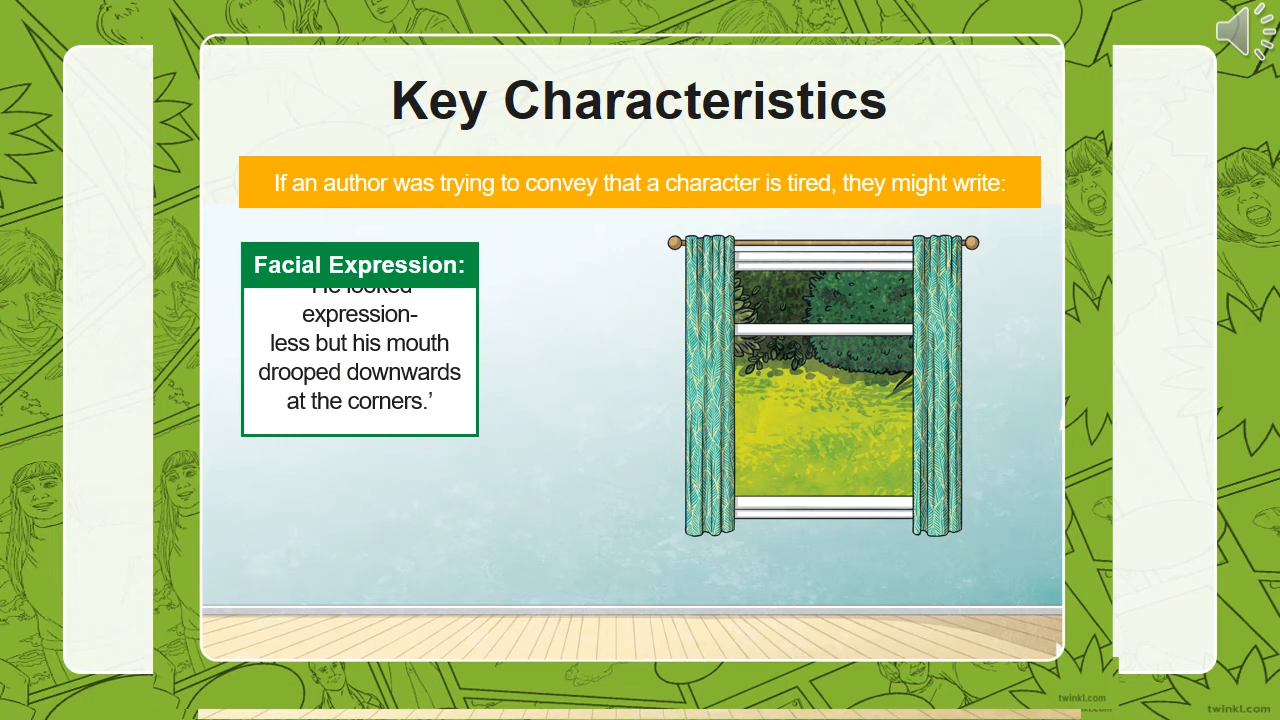 Key Characteristics
If an author was trying to convey that a character is tired, they might write:
Facial Expression:
He looked
expression-
less but his mouth
drooped downwards
at the corners.’
twinkl.com
twinkl.com